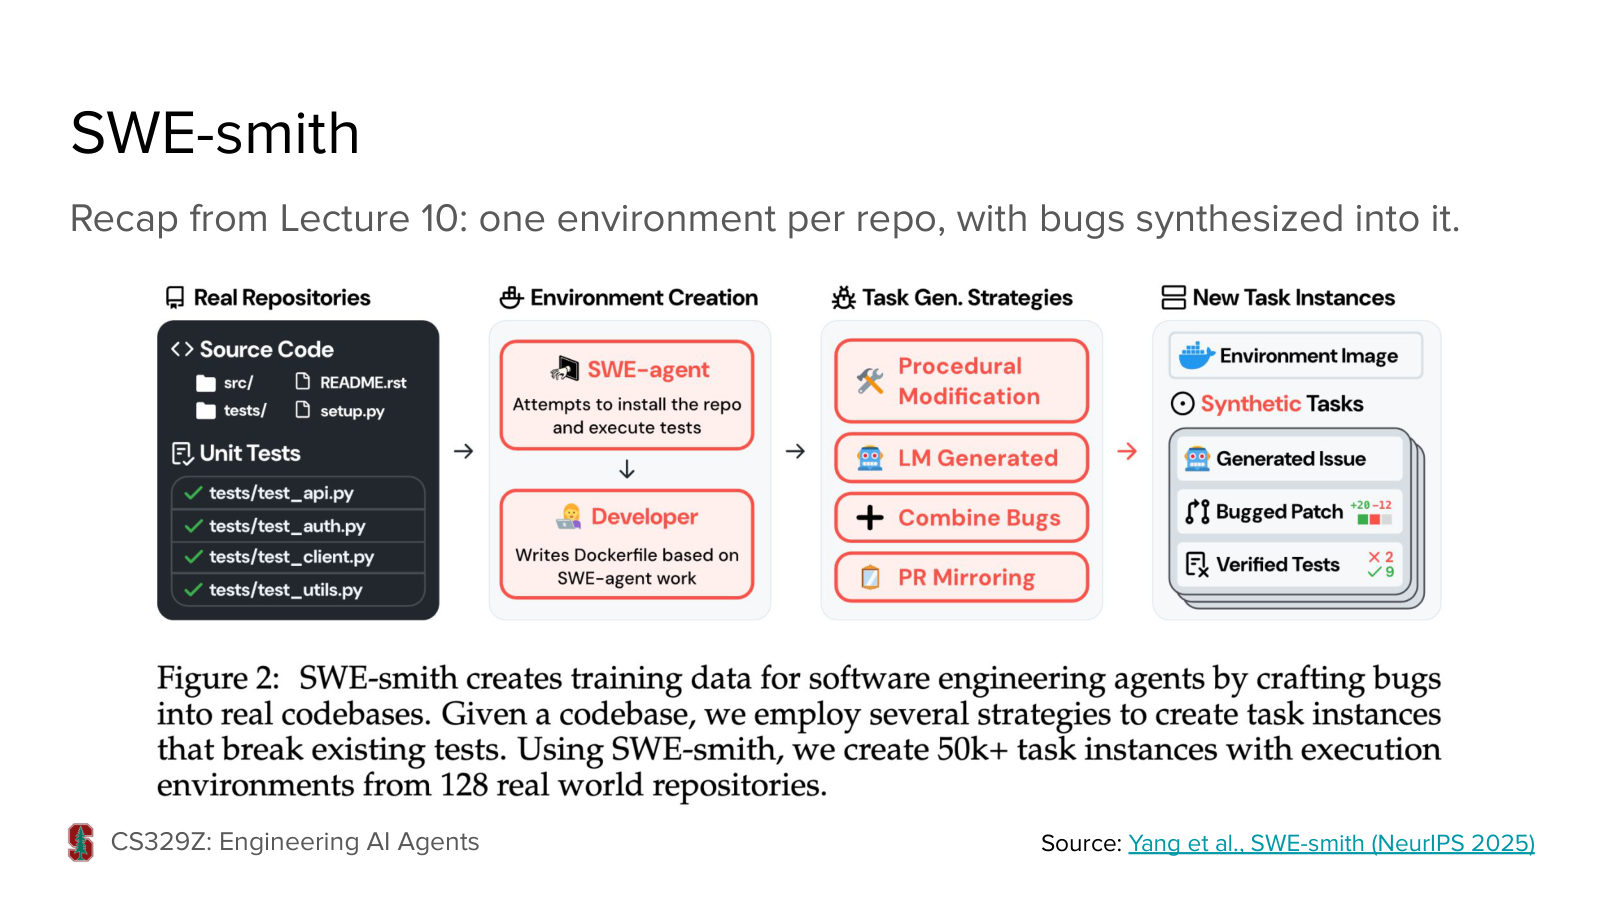 SWE-smith
Recap from Lecture 10: one environment per repo, with bugs synthesized into it.
Real Repositories
<> Source Code
src/
README.rst
tests/
setup.py
Unit Tests
tests/test_api.py
tests/test_auth.py
tests/test_client.py
tests/test_utils.py
Environment Creation
SWE-agent
Attempts to install the repo
and execute tests
Developer
Writes Dockerfile based on
SWE-agent work
Task Gen. Strategies
Procedural
Modification
LM Generated
Combine Bugs
PR Mirroring
New Task Instances
Environment Image
Synthetic Tasks
Generated Issue
Bugged Patch +20 -12
Verified Tests
2
9
Figure 2: SWE-smith creates training data for software engineering agents by crafting bugs
into real codebases. Given a codebase, we employ several strategies to create task instances
that break existing tests. Using SWE-smith, we create 50k+ task instances with execution
environments from 128 real world repositories.
CS329Z: Engineering AI Agents
Source: Yang et al., SWE-smith (NeurIPS 2025)